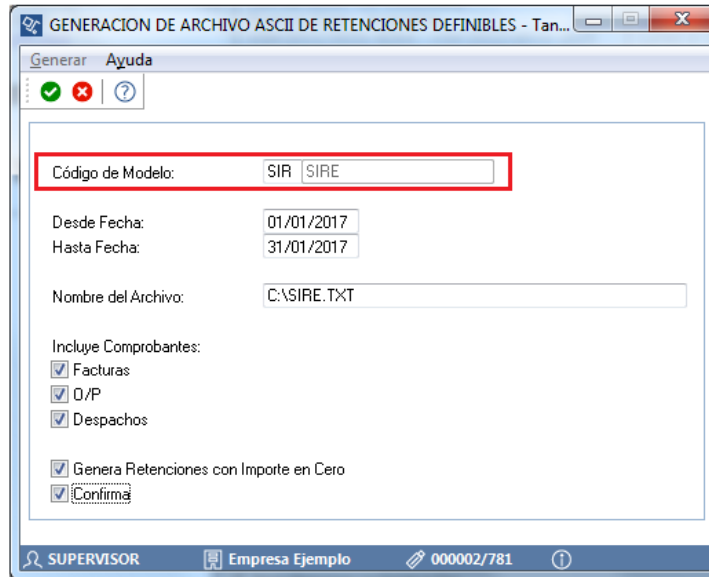 GENERACION DE ARCHIVO ASCII DE RETENCIONES DEFINIBLES - Tan...
Generar Ayuda
Código de Modelo: SIR SIRE
Desde Fecha: 01/01/2017
Hasta Fecha: 31/01/2017
Nombre del Archivo: C:\SIRE.TXT
Incluye Comprobantes:
Facturas
O/P
Despachos
Genera Retenciones con Importe en Cero
Confirma
SUPERVISOR Empresa Ejemplo 000002/781